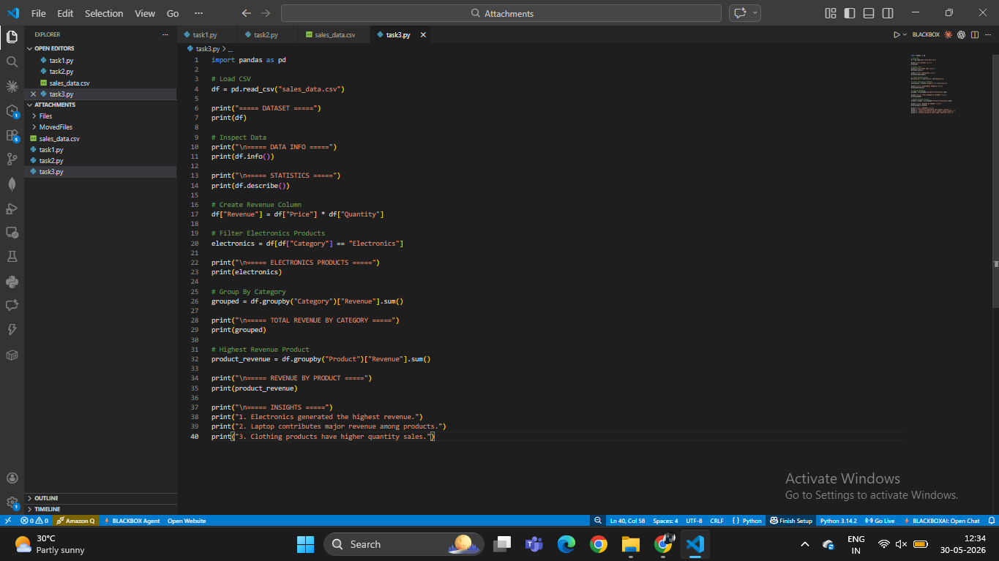 File Edit Selection View Go ···
Attachments
EXPLORER
OPEN EDITORS
task1.py
task2.py
sales_data.csv
task3.py
ATTACHMENTS
Files
MovedFiles
sales_data.csv
task1.py
task2.py
task3.py
OUTLINE
TIMELINE
1
5
1
task1.py task2.py sales_data.csv task3.py
BLACKBOX
task3.py > ...
1 import pandas as pd
2
3 # Load CSV
4 df = pd.read_csv("sales_data.csv")
5
6 print("===== DATASET =====")
7 print(df)
8
9 # Inspect Data
10 print("\n===== DATA INFO =====")
11 print(df.info())
12
13 print("\n===== STATISTICS =====")
14 print(df.describe())
15
16 # Create Revenue Column
17 df["Revenue"] = df["Price"] * df["Quantity"]
18
19 # Filter Electronics Products
20 electronics = df[df["Category"] == "Electronics"]
21
22 print("\n===== ELECTRONICS PRODUCTS =====")
23 print(electronics)
24
25 # Group By Category
26 grouped = df.groupby("Category")["Revenue"].sum()
27
28 print("\n===== TOTAL REVENUE BY CATEGORY =====")
29 print(grouped)
30
31 # Highest Revenue Product
32 product_revenue = df.groupby("Product")["Revenue"].sum()
33
34 print("\n===== REVENUE BY PRODUCT =====")
35 print(product_revenue)
36
37 print("\n===== INSIGHTS =====")
38 print("1. Electronics generated the highest revenue.")
39 print("2. Laptop contributes major revenue among products.")
40 print("3. Clothing products have higher quantity sales.")
Activate Windows
Go to Settings to activate Windows.
0 0 Amazon Q BLACKBOX Agent Open Website Ln 40, Col 58 Spaces: 4 UTF-8 CRLF { } Python Finish Setup Python 3.14.2 Go Live BLACKBOXAI: Open Chat
30°C
Partly sunny
Search
ENG
IN
12:34
30-05-2026